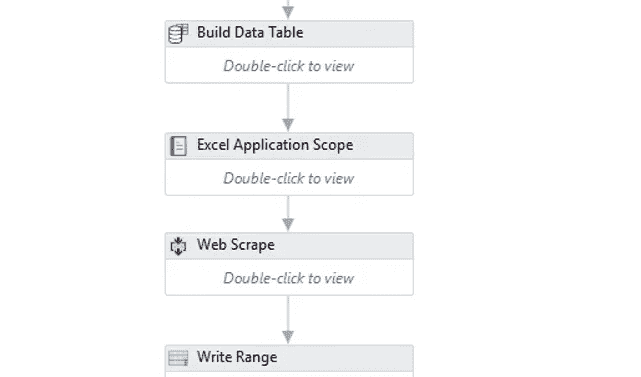 Build Data Table
Double-click to view
Excel Application Scope
Double-click to view
Web Scrape
Double-click to view
Write Range